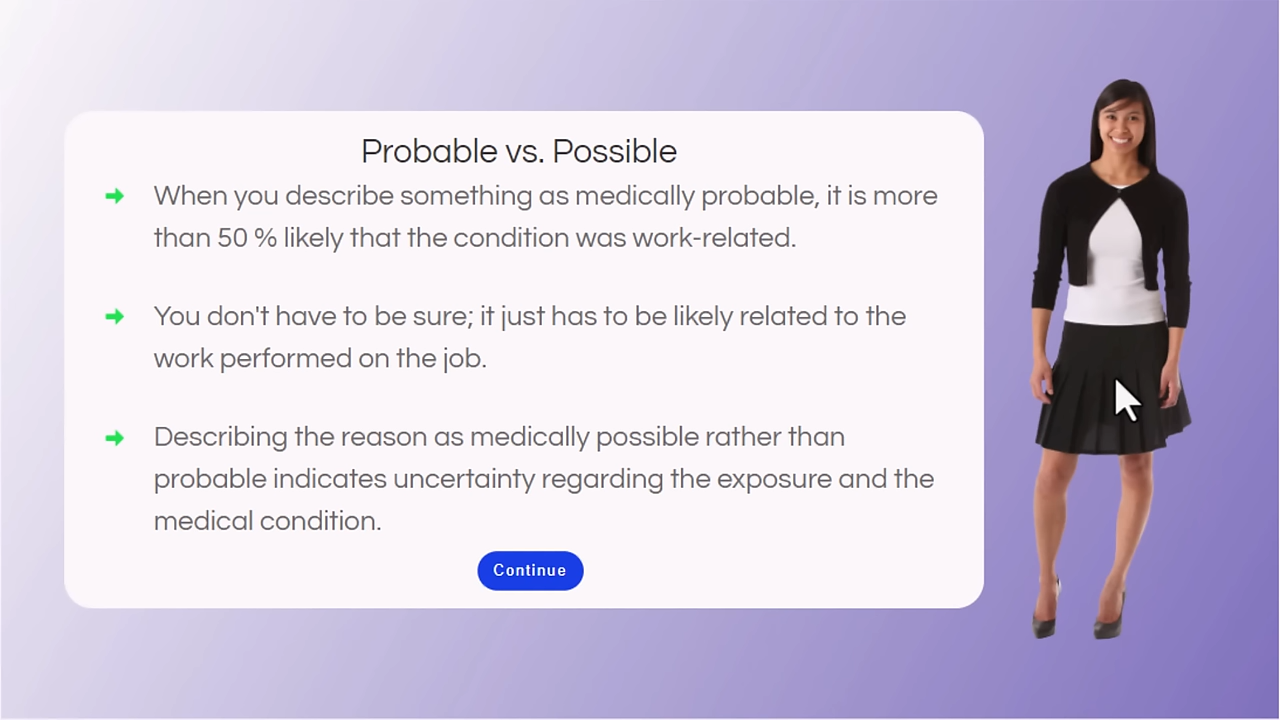 Probable vs. Possible
When you describe something as medically probable, it is more
than 50 % likely that the condition was work-related.
You don't have to be sure; it just has to be likely related to the
work performed on the job.
Describing the reason as medically possible rather than
probable indicates uncertainty regarding the exposure and the
medical condition.
Continue